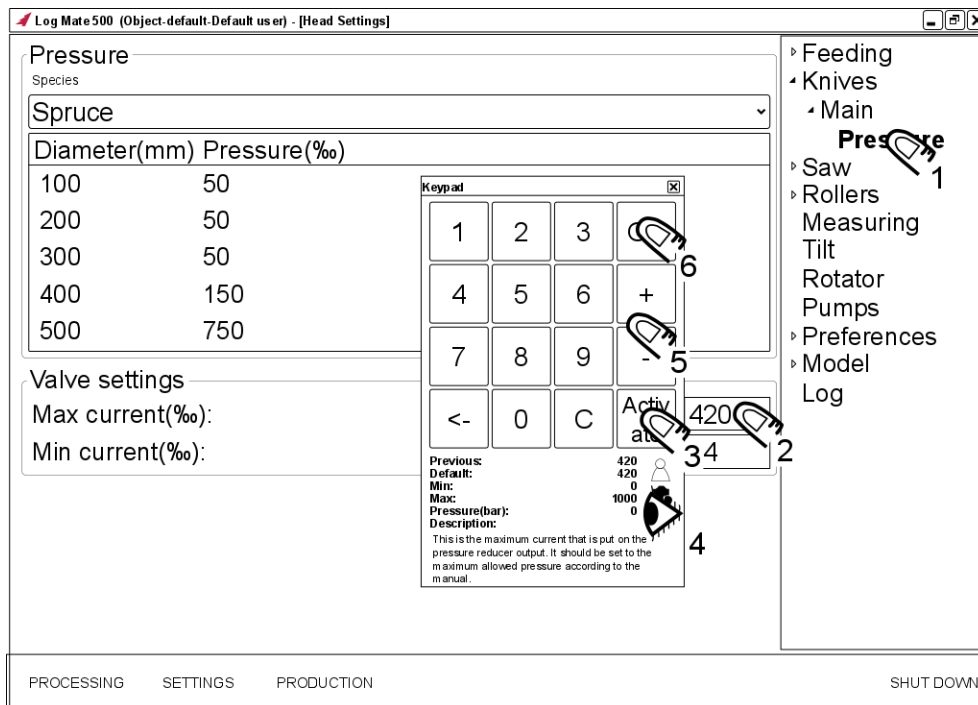 Log Mate 500 (Object-default-Default user) - [Head Settings]
Pressure
Species
Spruce
Diameter(mm) Pressure(‰)
100 50
200 50
300 50
400 150
500 750
Valve settings
Max current(‰): 420
Min current(‰): 4
Keypad
1 2 3
4 5 6 +
7 8 9 -
<- 0 C Activ
ate
Previous: 420
Default: 420
Min: 0
Max: 1000
Pressure(bar): 0
Description:
This is the maximum current that is put on the
pressure reducer output. It should be set to the
maximum allowed pressure according to the
manual.
Feeding
Knives
Main
Pressure
Saw
Rollers
Measuring
Tilt
Rotator
Pumps
Preferences
Model
Log
1
2
3
4
5
6
PROCESSING SETTINGS PRODUCTION SHUT DOWN